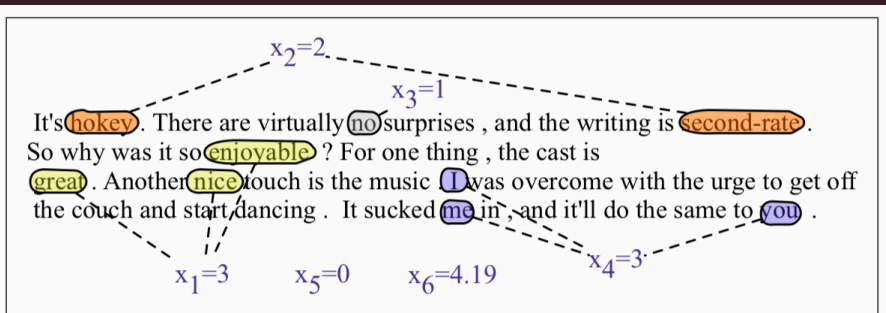 x2=2
x3=1
It's hokey. There are virtually no surprises , and the writing is second-rate .
So why was it so enjoyable ? For one thing , the cast is
great . Another nice touch is the music I was overcome with the urge to get off
the couch and start dancing . It sucked me in , and it'll do the same to you .
x4=3
x1=3 x5=0 x6=4.19